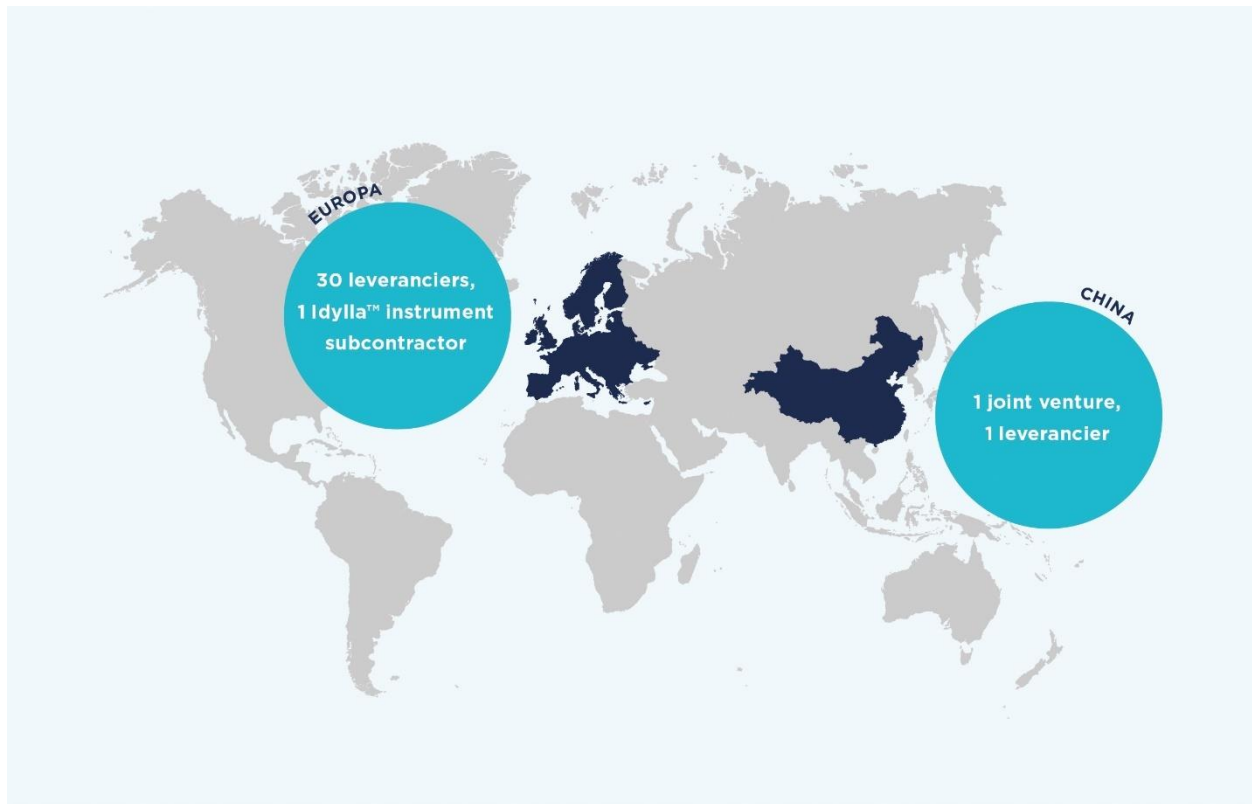 EUROPA
30 leveranciers,
1 Idylla™ instrument
subcontractor
CHINA
1 joint venture,
1 leverancier